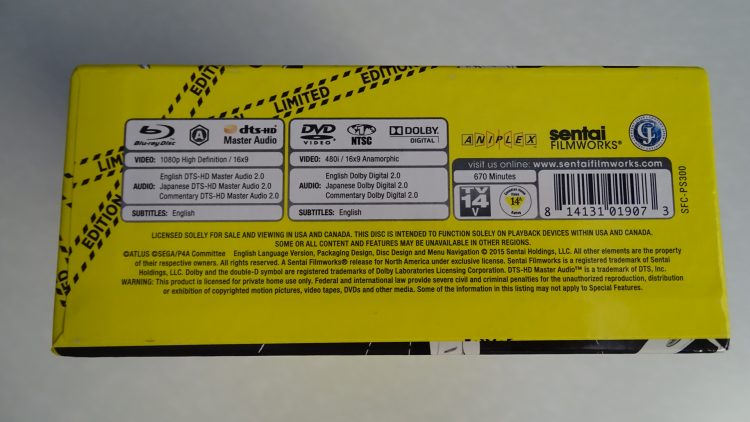 EDITION
LIMITED
EDITION
LIM
EDITION
Blu-ray Disc
A
dts-HD
Master Audio
VIDEO: 1080p High Definition / 16x9
English DTS-HD Master Audio 2.0
AUDIO: Japanese DTS-HD Master Audio 2.0
Commentary DTS-HD Master Audio 2.0
SUBTITLES: English
DVD
VIDEO
NTSC
DOLBY
DIGITAL
VIDEO: 480i / 16x9 Anamorphic
English Dolby Digital 2.0
AUDIO: Japanese Dolby Digital 2.0
Commentary Dolby Digital 2.0
SUBTITLES: English
ANIPLEX
sentai
FILMWORKS®
visit us online: www.sentaifilmworks.com
670 Minutes
TV
14
V
14A
8 14131 01907 3
SFC-PS300
LICENSED SOLELY FOR SALE AND VIEWING IN USA AND CANADA. THIS DISC IS INTENDED TO FUNCTION SOLELY ON PLAYBACK DEVICES WITHIN USA AND CANADA.
SOME OR ALL CONTENT AND FEATURES MAY BE UNAVAILABLE IN OTHER REGIONS.
©ATLUS ©SEGA/P4A Committee English Language Version, Packaging Design, Disc Design and Menu Navigation © 2015 Sentai Holdings, LLC. All other elements are the property
of their respective companies. All Rights Reserved. A Sentai Filmworks® release for North America under exclusive license. Sentai Filmworks is a registered trademark of Sentai
Holdings, LLC. Dolby and the double-D symbol are registered trademarks of Dolby Laboratories Licensing Corporation. DTS-HD Master Audio™ is a trademark of DTS, Inc.
WARNING: This product is licensed for private home use only. Federal and international law provide severe civil and criminal penalties for the unauthorized reproduction, distribution
or exhibition of copyrighted motion pictures, video tapes, DVDs and other media. Some of the information in this listing may not apply to Special Features.